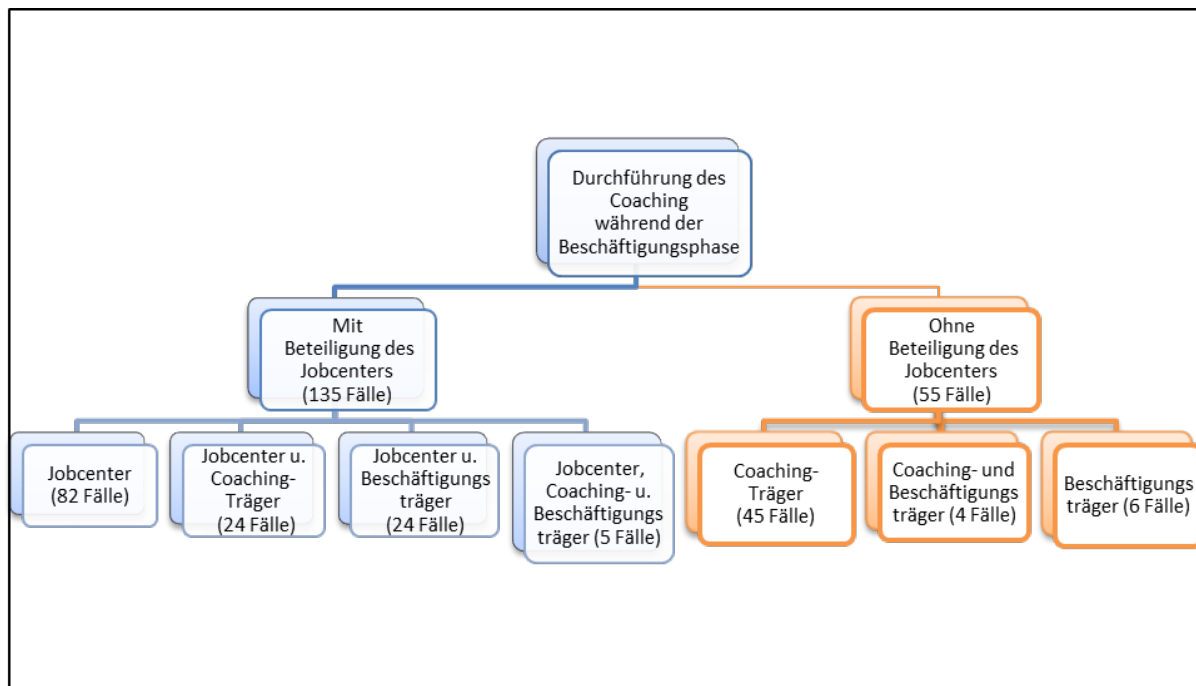 Durchführung des
Coaching
während der
Beschäftigungsphase
Mit
Beteiligung des
Jobcenters
(135 Fälle)
Ohne
Beteiligung des
Jobcenters
(55 Fälle)
Jobcenter
(82 Fälle)
Jobcenter u.
Coaching-
Träger
(24 Fälle)
Jobcenter u.
Beschäftigungs
träger
(24 Fälle)
Jobcenter,
Coaching- u.
Beschäftigungs
träger (5 Fälle)
Coaching-
Träger
(45 Fälle)
Coaching- und
Beschäftigungs
träger (4 Fälle)
Beschäftigungs
träger (6 Fälle)